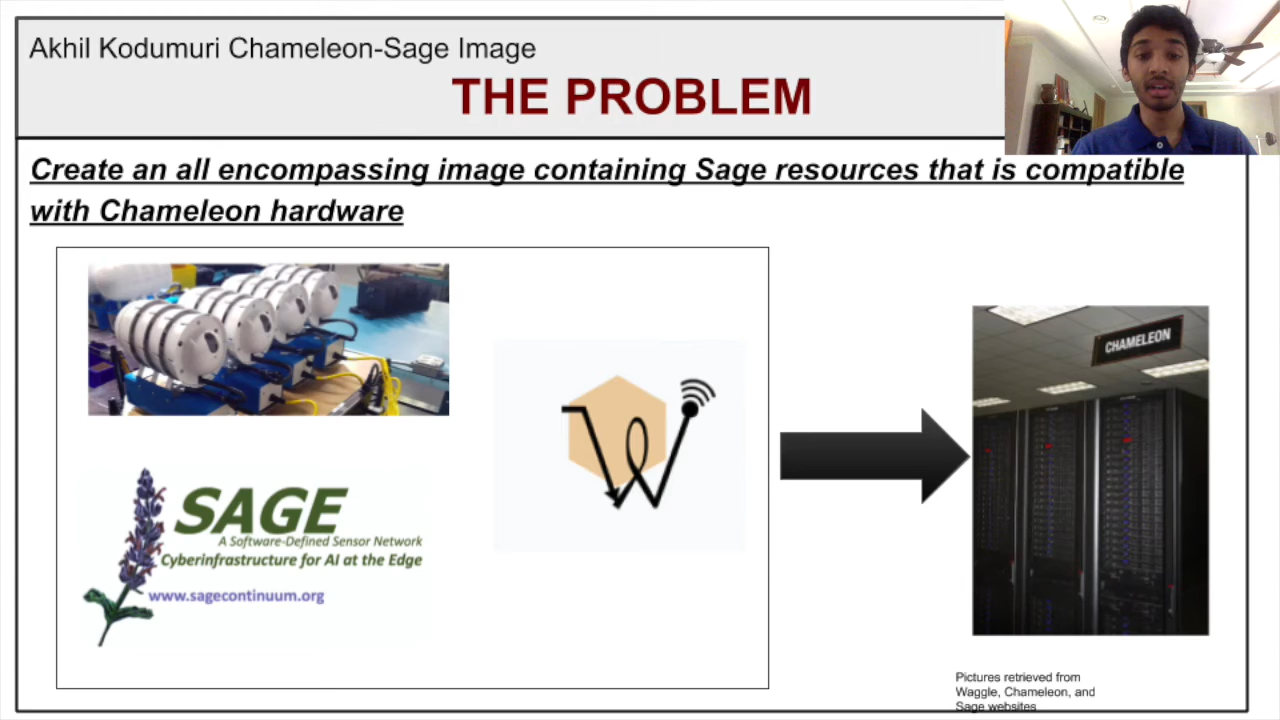 Akhil Kodumuri Chameleon-Sage Image
THE PROBLEM
Create an all encompassing image containing Sage resources that is compatible
with Chameleon hardware
CHAMELEON
SAGE
A Software-Defined Sensor Network
Cyberinfrastructure for AI at the Edge
www.sagecontinuum.org
Pictures retrieved from
Waggle, Chameleon, and
Sage websites